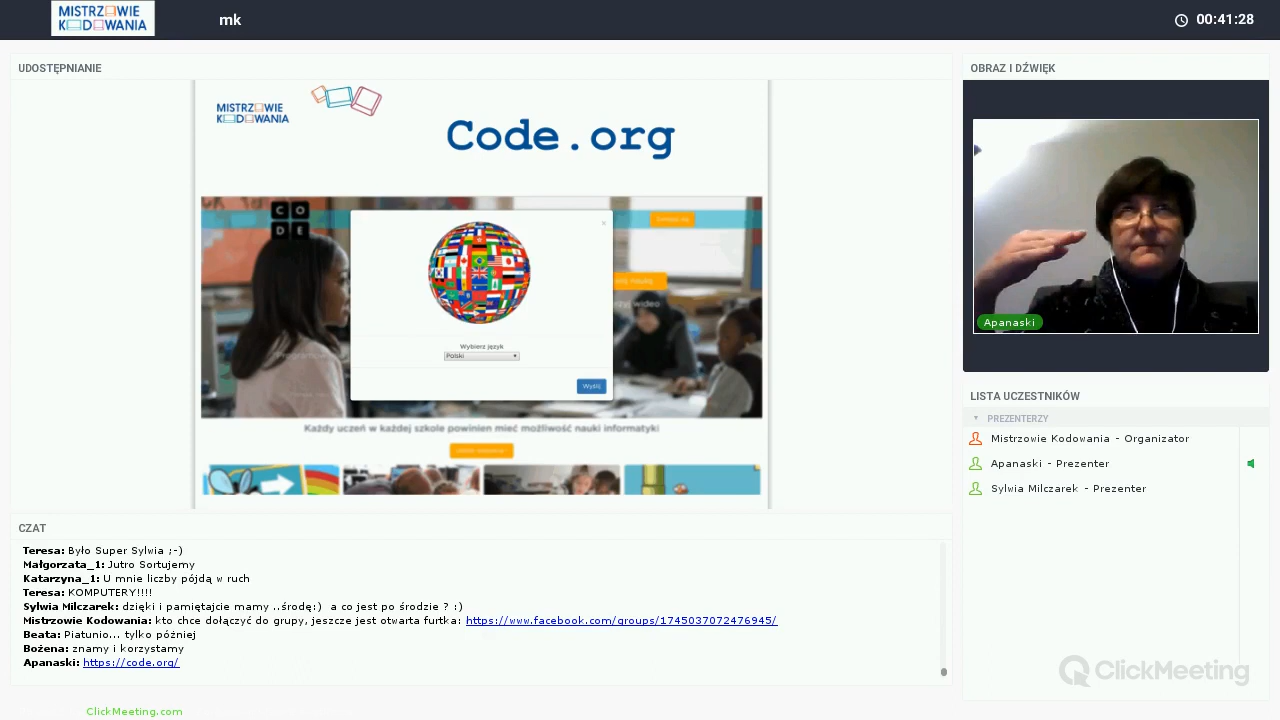 MISTRZOWIE
KODOWANIA
mk
00:41:28
UDOSTĘPNIANIE
MISTRZOWIE
KODOWANIA
Code.org
C O
D E
Wybierz język
Polski
Wyślij
Każdy uczeń w każdej szkole powinien mieć możliwość nauki informatyki
OBRAZ I DŹWIĘK
Apanaski
LISTA UCZESTNIKÓW
PREZENTERZY
Mistrzowie Kodowania - Organizator
Apanaski - Prezenter
Sylwia Milczarek - Prezenter
ClickMeeting
CZAT
Teresa: Było Super Sylwia ;-)
Małgorzata_1: Jutro Sortujemy
Katarzyna_1: U mnie liczby pójdą w ruch
Teresa: KOMPUTERY!!!!
Sylwia Milczarek: dzięki i pamiętajcie mamy ..środę:) a co jest po środzie ? :)
Mistrzowie Kodowania: kto chce dołączyć do grupy, jeszcze jest otwarta furtka: https://www.facebook.com/groups/1745037072476945/
Beata: Piatunio... tylko później
Bożena: znamy i korzystamy
Apanaski: https://code.org/
ClickMeeting.com